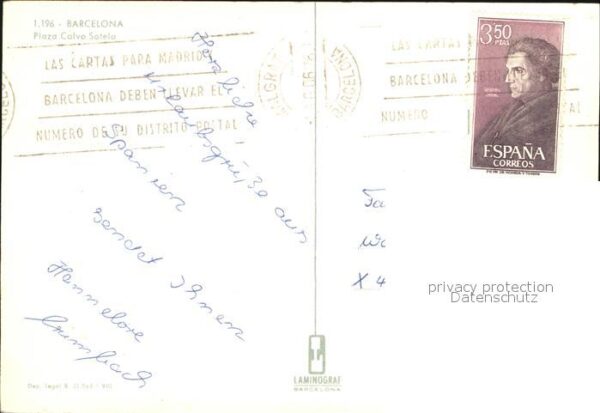 1.196 - BARCELONA
Plaza Calvo Sotelo
LAS CARTAS PARA MADRID
BARCELONA DEBEN LLEVAR EL
NUMERO DE SU DISTRITO POSTAL
BARCELONA
LAS CARTAS
BARCELONA DEBEN
NUMERO
3,50
PTAS
ESPAÑA
CORREOS
Herzliche
Urlaubsgrüße aus
Spanien
sendet Ihnen
Hannelore
privacy protection
Datenschutz
LAMINOGRAF
BARCELONA